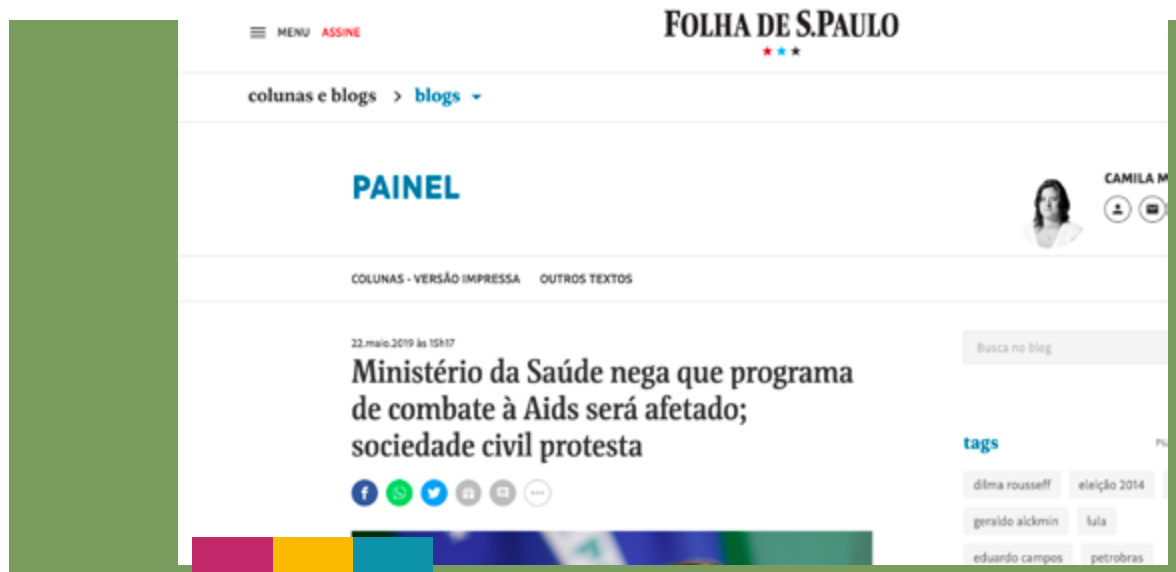 MENU ASSINE
FOLHA DE S.PAULO
colunas e blogs > blogs
PAINEL
CAMILA M
COLUNAS - VERSÃO IMPRESSA OUTROS TEXTOS
22.maio.2019 às 15h17
Busca no blog
Ministério da Saúde nega que programa
de combate à Aids será afetado;
sociedade civil protesta
tags
dilma rousseff eleição 2014
geraldo alckmin lula
eduardo campos petrobras